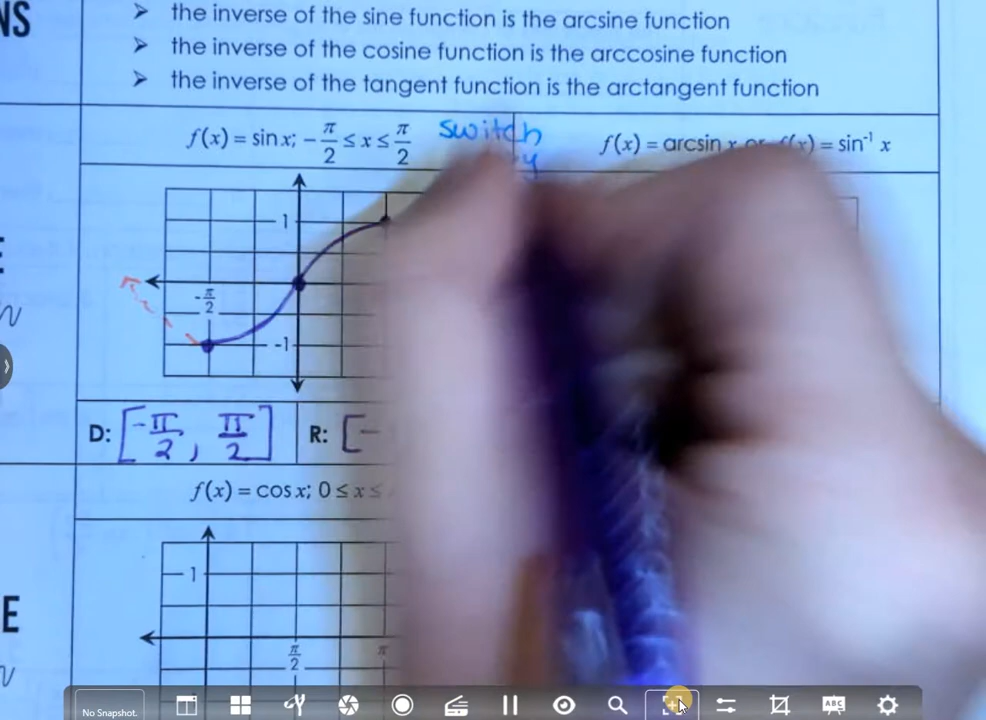 NS
➤ the inverse of the sine function is the arcsine function
➤ the inverse of the cosine function is the arccosine function
➤ the inverse of the tangent function is the arctangent function
f(x) = sin x; -π/2 ≤ x ≤ π/2
switch
y
f(x) = arcsin x or f(x) = sin⁻¹ x
1
-π/2
-1
D: [-π/2, π/2]
R: [-
f(x) = cos x; 0 ≤ x ≤
1
π/2
π
E
No Snapshot.
ABC